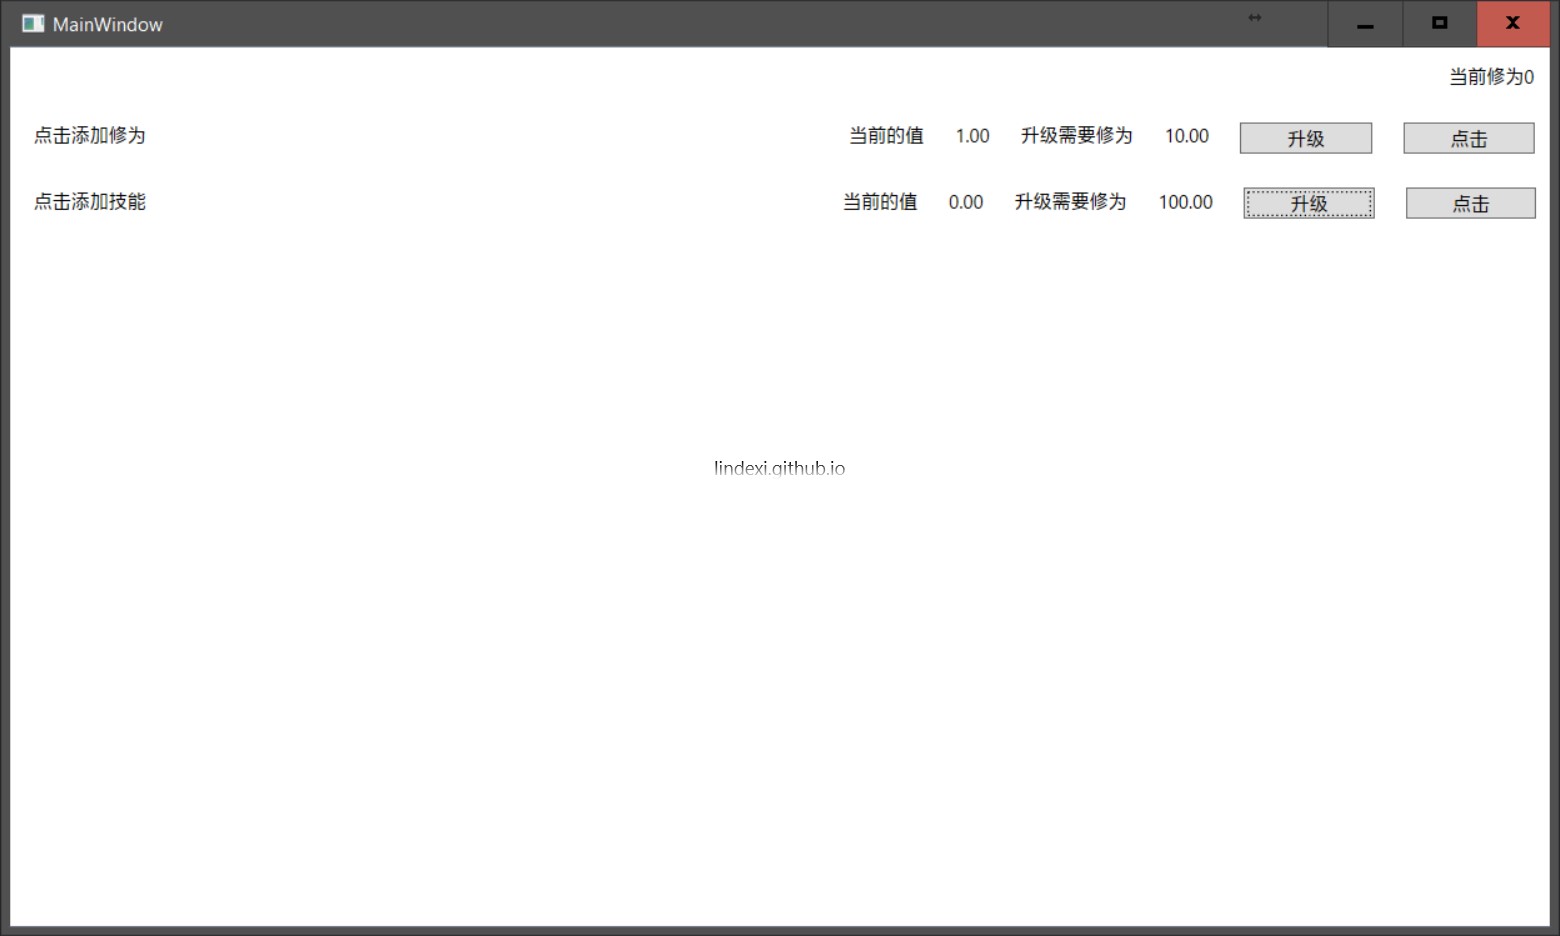 MainWindow
当前修为0
点击添加修为 当前的值 1.00 升级需要修为 10.00 升级 点击
点击添加技能 当前的值 0.00 升级需要修为 100.00 升级 点击
lindexi.github.io